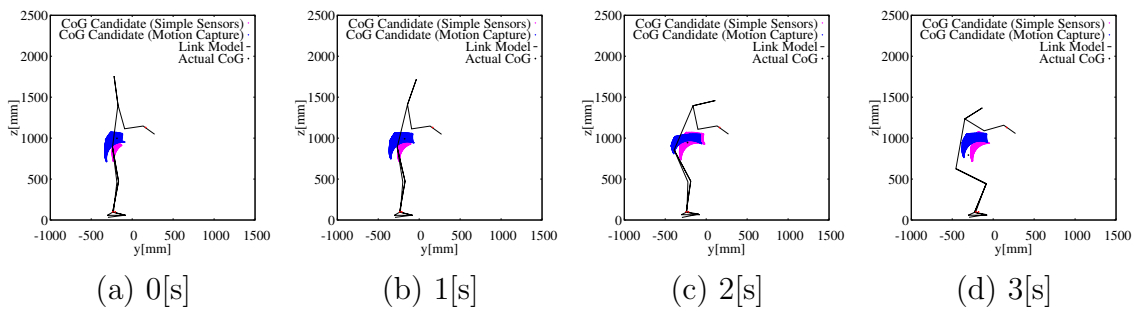 2500
2000
1500
1000
500
0
z[mm]
-1000 -500 0 500 1000 1500
y[mm]
CoG Candidate (Simple Sensors)
CoG Candidate (Motion Capture)
Link Model
Actual CoG
(a) 0[s]
2500
2000
1500
1000
500
0
z[mm]
-1000 -500 0 500 1000 1500
y[mm]
CoG Candidate (Simple Sensors)
CoG Candidate (Motion Capture)
Link Model
Actual CoG
(b) 1[s]
2500
2000
1500
1000
500
0
z[mm]
-1000 -500 0 500 1000 1500
y[mm]
CoG Candidate (Simple Sensors)
CoG Candidate (Motion Capture)
Link Model
Actual CoG
(c) 2[s]
2500
2000
1500
1000
500
0
z[mm]
-1000 -500 0 500 1000 1500
y[mm]
CoG Candidate (Simple Sensors)
CoG Candidate (Motion Capture)
Link Model
Actual CoG
(d) 3[s]